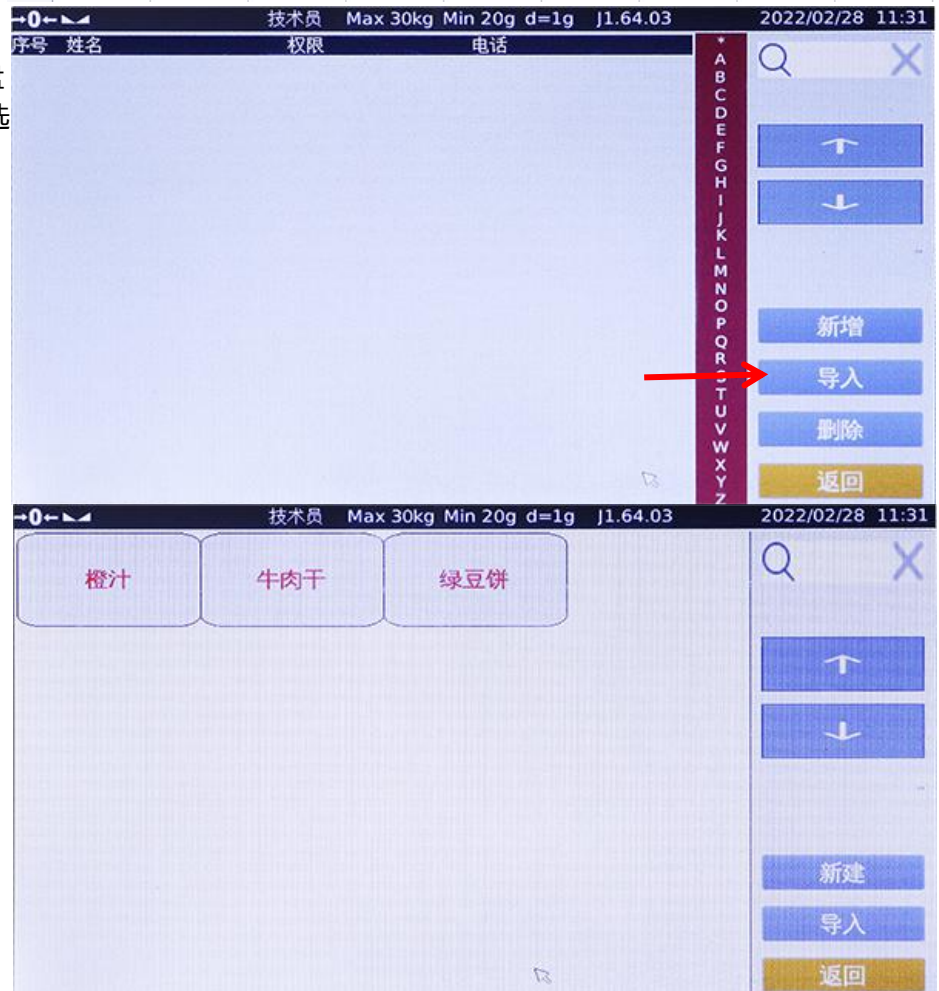 →0← 技术员 Max 30kg Min 20g d=1g J1.64.03 2022/02/28 11:31
序号 姓名 权限 电话
*
A
B
C
D
E
F
G
H
I
J
K
L
M
N
O
P
Q
R
S
T
U
V
W
X
Y
Z
新增
导入
删除
返回
→0← 技术员 Max 30kg Min 20g d=1g J1.64.03 2022/02/28 11:31
橙汁 牛肉干 绿豆饼
新建
导入
返回